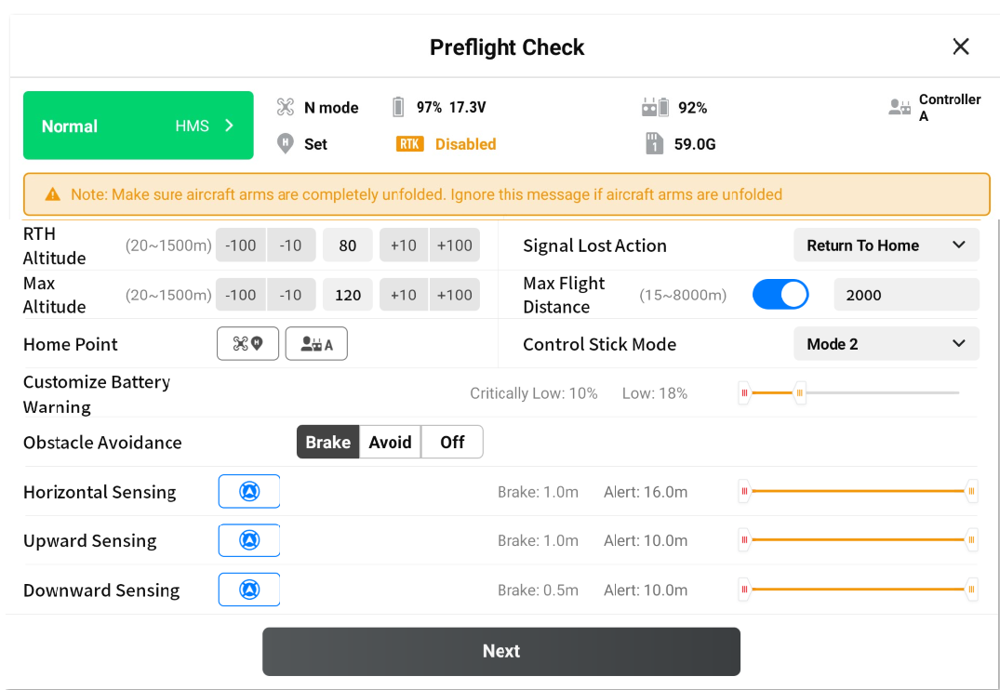 Preflight Check
Normal HMS
N mode 97% 17.3V 92% Controller A
Set RTK Disabled 1 59.0G
Note: Make sure aircraft arms are completely unfolded. Ignore this message if aircraft arms are unfolded
RTH Altitude (20~1500m) -100 -10 80 +10 +100 Signal Lost Action Return To Home
Max Altitude (20~1500m) -100 -10 120 +10 +100 Max Flight Distance (15~8000m) 2000
Home Point H A Control Stick Mode Mode 2
Customize Battery Warning Critically Low: 10% Low: 18%
Obstacle Avoidance Brake Avoid Off
Horizontal Sensing Brake: 1.0m Alert: 16.0m
Upward Sensing Brake: 1.0m Alert: 10.0m
Downward Sensing Brake: 0.5m Alert: 10.0m
Next